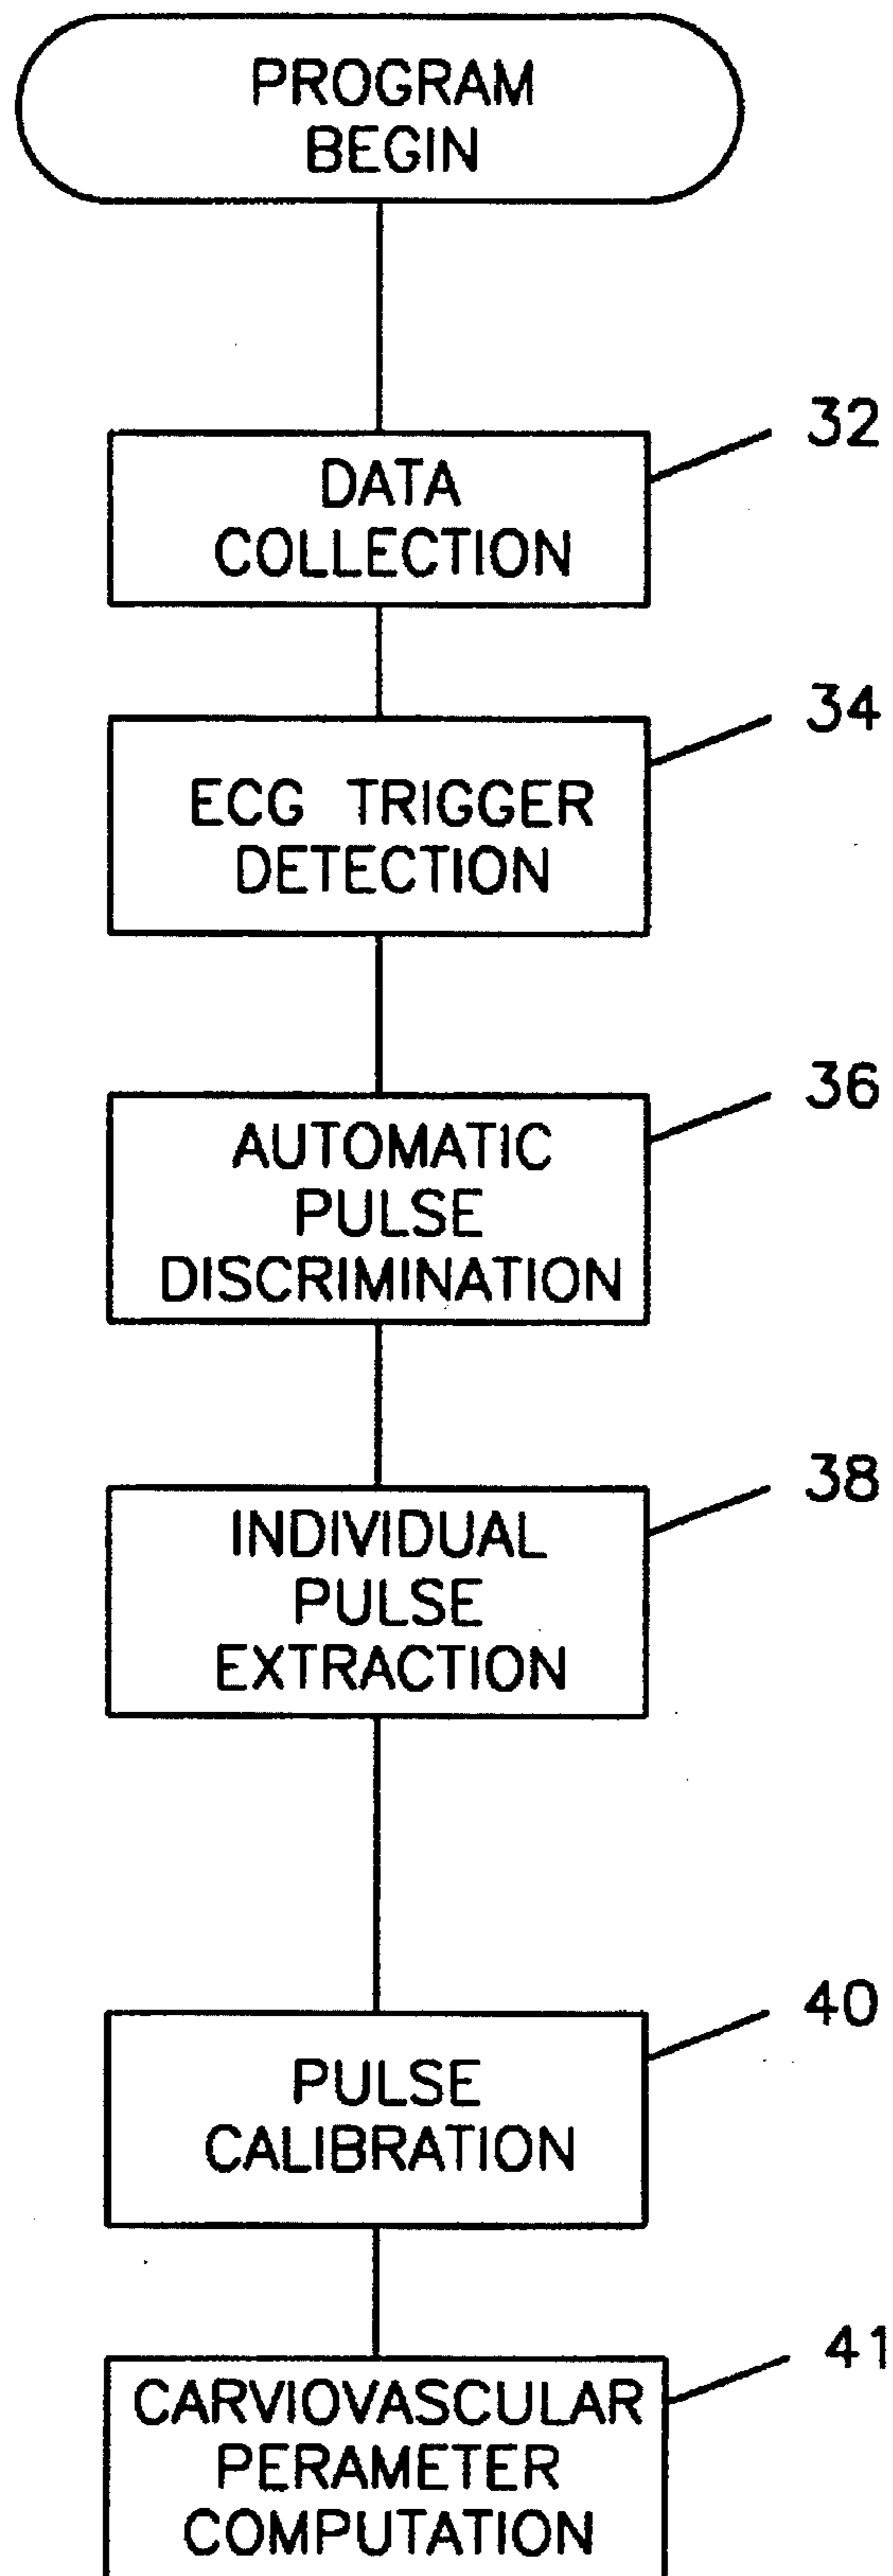 PROGRAM
BEGIN
32
DATA
COLLECTION
34
ECG TRIGGER
DETECTION
36
AUTOMATIC
PULSE
DISCRIMINATION
38
INDIVIDUAL
PULSE
EXTRACTION
40
PULSE
CALIBRATION
41
CARVIOVASCULAR
PERAMETER
COMPUTATION